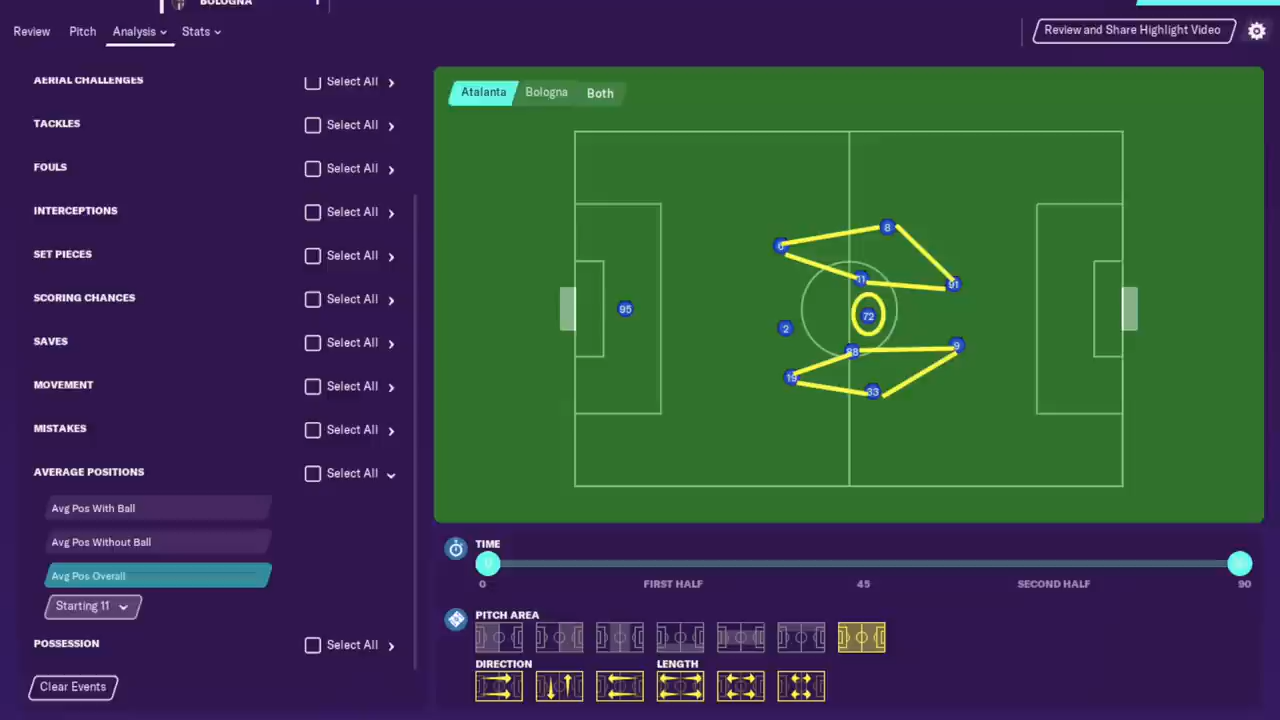 BOLOGNA 1
Review Pitch Analysis Stats Review and Share Highlight Video
AERIAL CHALLENGES Select All
TACKLES Select All
FOULS Select All
INTERCEPTIONS Select All
SET PIECES Select All
SCORING CHANCES Select All
SAVES Select All
MOVEMENT Select All
MISTAKES Select All
AVERAGE POSITIONS Select All
Avg Pos With Ball
Avg Pos Without Ball
Avg Pos Overall
Starting 11
POSSESSION Select All
Clear Events
Atalanta Bologna Both
8
6
91
95
72
2
88
9
19
33
TIME
0 FIRST HALF 45 SECOND HALF 90
PITCH AREA
DIRECTION LENGTH